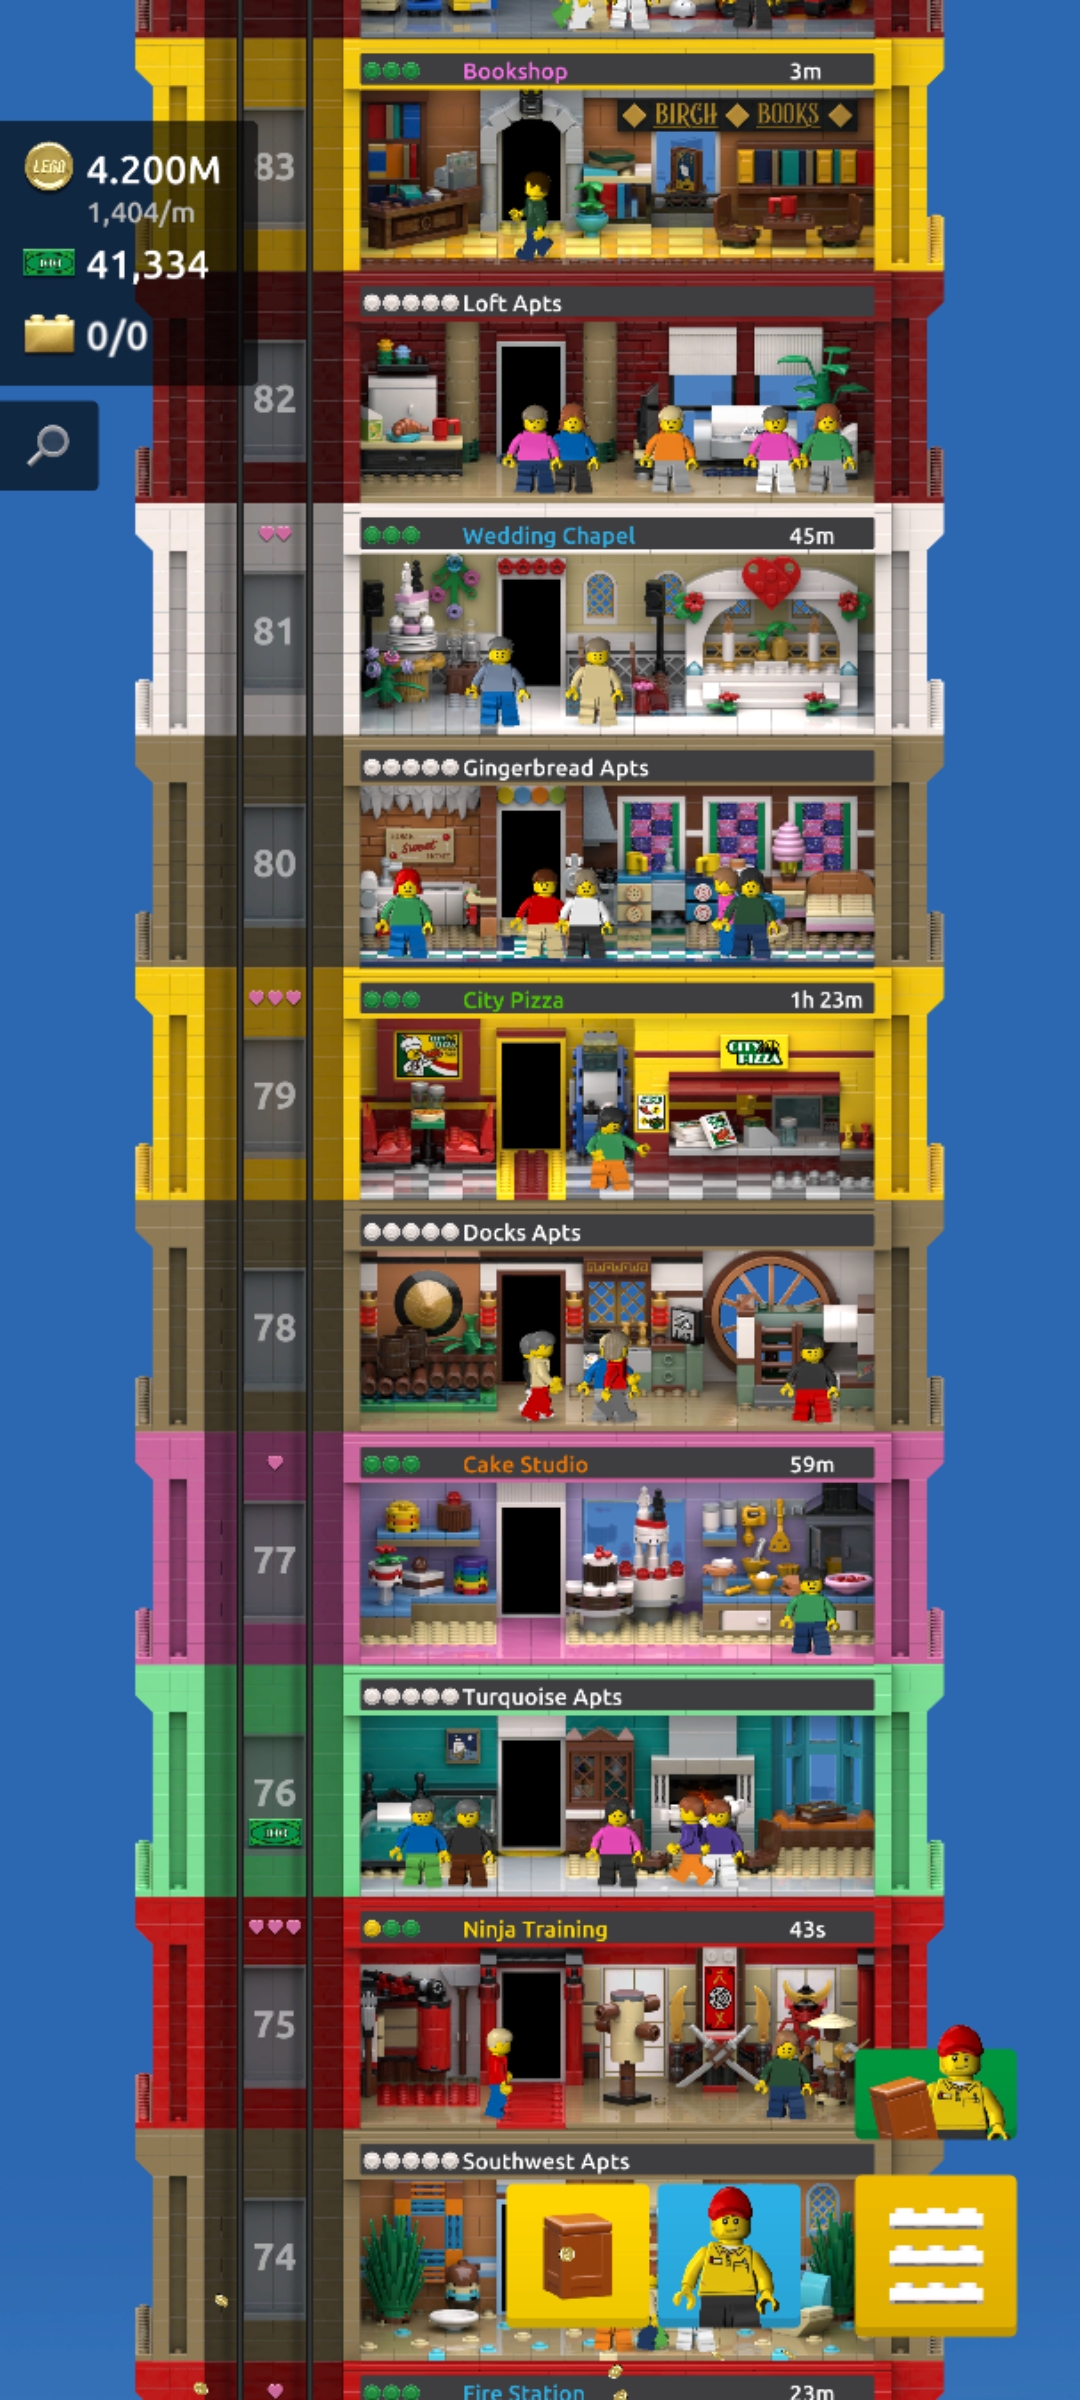 Bookshop 3m
BIRCH BOOKS
83
LEGO
4.200M
1,404/m
41,334
0/0
Loft Apts
82
Wedding Chapel 45m
81
Gingerbread Apts
Sweet
80
City Pizza 1h 23m
CITY PIZZA
79
Docks Apts
78
Cake Studio 59m
77
Turquoise Apts
76
Ninja Training 43s
75
Southwest Apts
74
Fire Station 23m